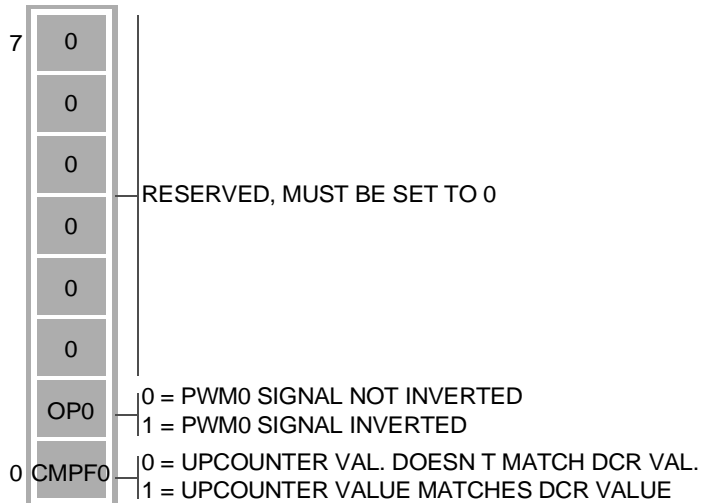 7 0
0
0
RESERVED, MUST BE SET TO 0
0
0
0
OP0
0 = PWM0 SIGNAL NOT INVERTED
1 = PWM0 SIGNAL INVERTED
0 CMPF0
0 = UPCOUNTER VAL. DOESN T MATCH DCR VAL.
1 = UPCOUNTER VALUE MATCHES DCR VALUE